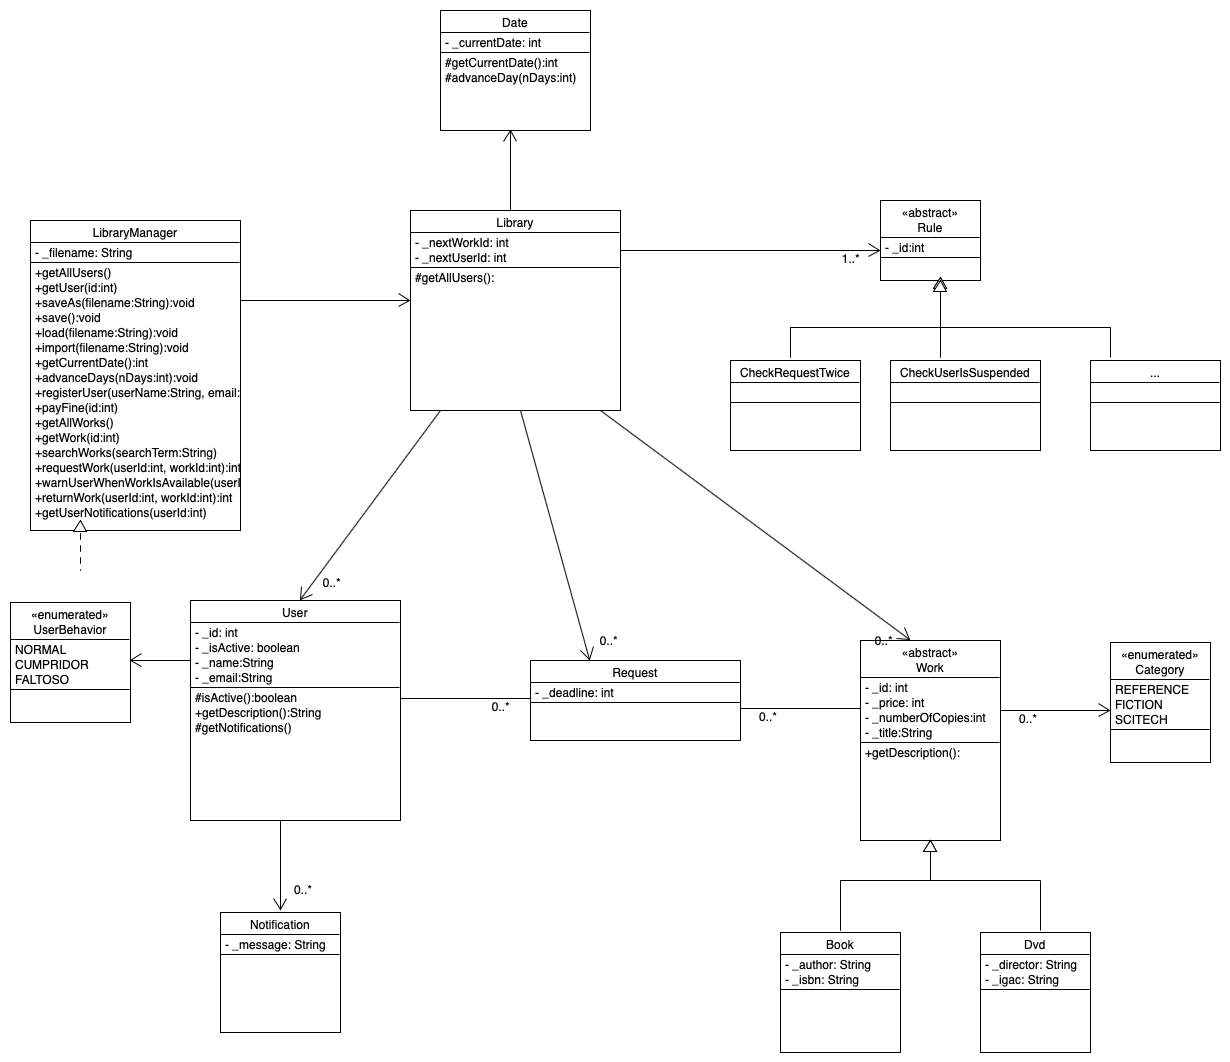 Date
- _currentDate: int
#getCurrentDate():int
#advanceDay(nDays:int)
LibraryManager
- _filename: String
+getAllUsers()
+getUser(id:int)
+saveAs(filename:String):void
+save():void
+load(filename:String):void
+import(filename:String):void
+getCurrentDate():int
+advanceDays(nDays:int):void
+registerUser(userName:String, email:
+payFine(id:int)
+getAllWorks()
+getWork(id:int)
+searchWorks(searchTerm:String)
+requestWork(userId:int, workId:int):int
+warnUserWhenWorkIsAvailable(userI
+returnWork(userId:int, workId:int):int
+getUserNotifications(userId:int)
Library
- _nextWorkId: int
- _nextUserId: int
#getAllUsers():
1..*
«abstract»
Rule
- _id:int
CheckRequestTwice
CheckUserIsSuspended
...
0..*
0..*
0..*
«enumerated»
UserBehavior
NORMAL
CUMPRIDOR
FALTOSO
User
- _id: int
- _isActive: boolean
- _name:String
- _email:String
#isActive():boolean
+getDescription():String
#getNotifications()
0..*
Request
- _deadline: int
0..*
«abstract»
Work
- _id: int
- _price: int
- _numberOfCopies:int
- _title:String
+getDescription():
0..*
«enumerated»
Category
REFERENCE
FICTION
SCITECH
0..*
Notification
- _message: String
Book
- _author: String
- _isbn: String
Dvd
- _director: String
- _igac: String